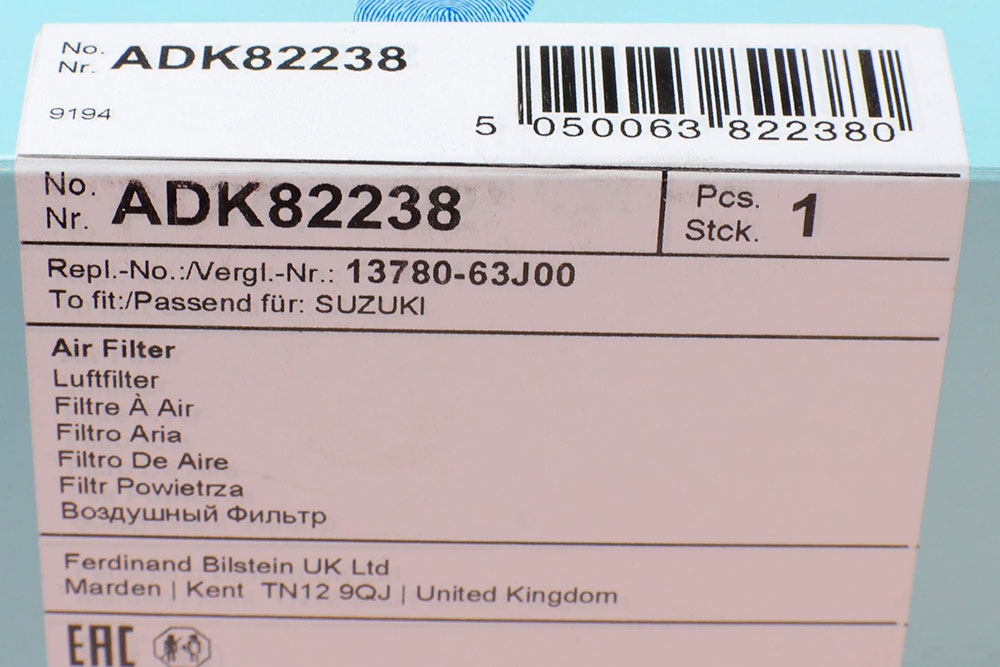 No.
Nr. ADK82238
9194
5 050063 822380
No.
Nr. ADK82238
Pcs.
Stck. 1
Repl.-No.:/Vergl.-Nr.: 13780-63J00
To fit:/Passend für: SUZUKI
Air Filter
Luftfilter
Filtre À Air
Filtro Aria
Filtro De Aire
Filtr Powietrza
Воздушный Фильтр
Ferdinand Bilstein UK Ltd
Marden | Kent TN12 9QJ | United Kingdom
EAC